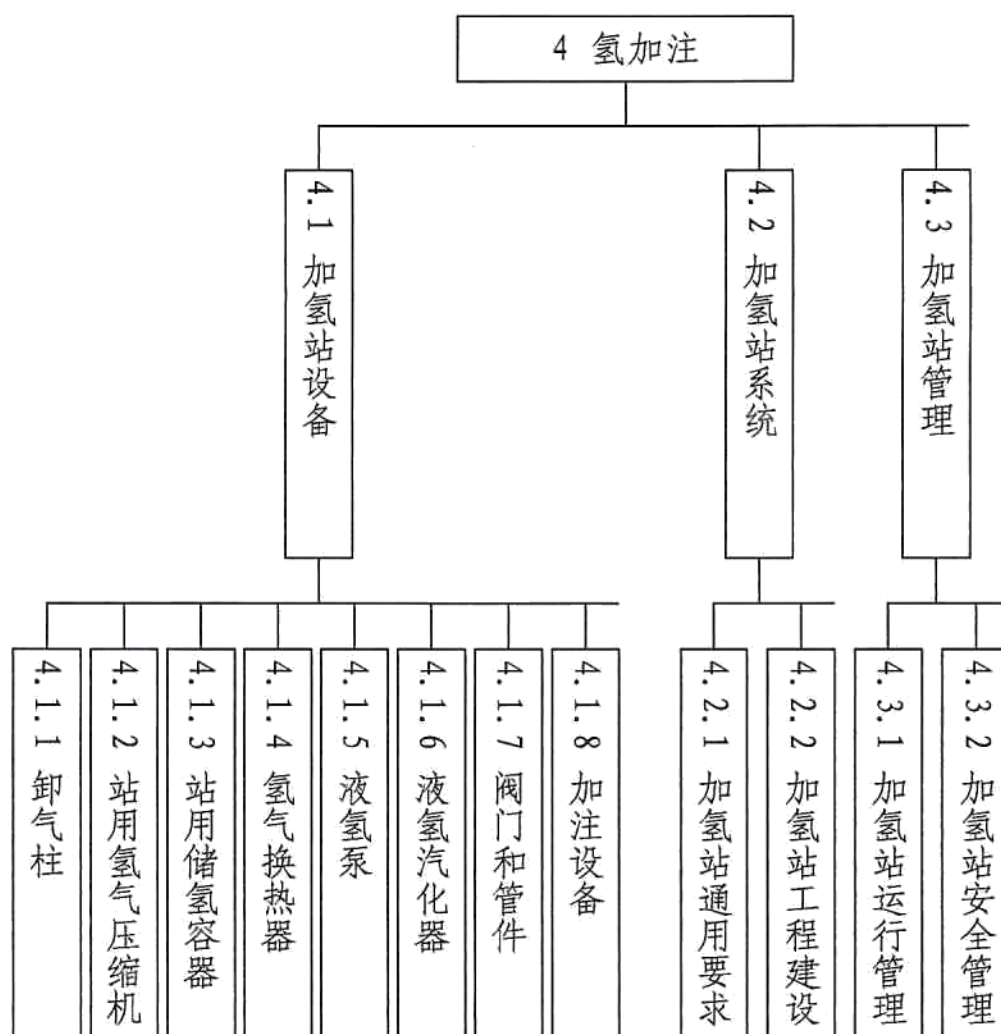 4 氢加注
4.1 加氢站设备
4.2 加氢站系统
4.3 加氢站管理
4.1.1 卸气柱
4.1.2 站用氢气压缩机
4.1.3 站用储氢容器
4.1.4 氢气换热器
4.1.5 液氢泵
4.1.6 液氢汽化器
4.1.7 阀门和管件
4.1.8 加注设备
4.2.1 加氢站通用要求
4.2.2 加氢站工程建设
4.3.1 加氢站运行管理
4.3.2 加氢站安全管理